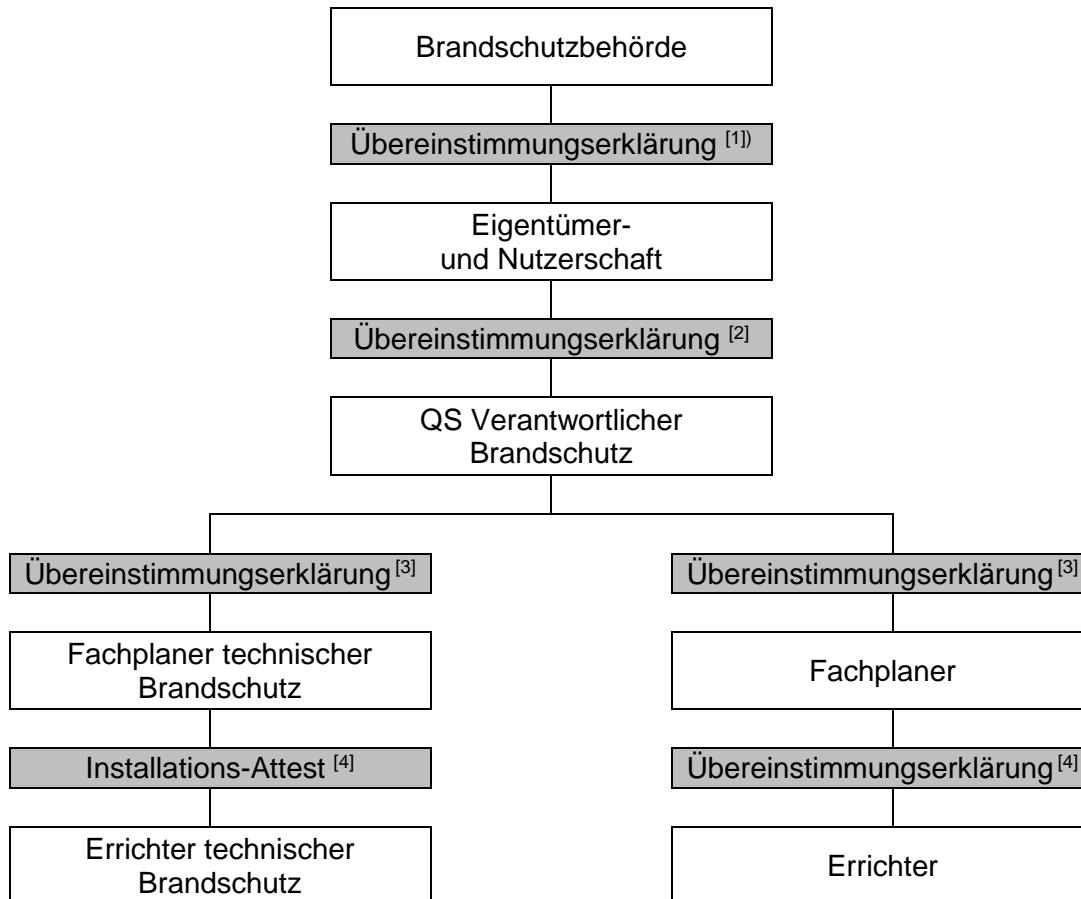 Brandschutzbehörde
Übereinstimmungserklärung [1])
Eigentümer-
und Nutzerschaft
Übereinstimmungserklärung [2]
QS Verantwortlicher
Brandschutz
Übereinstimmungserklärung [3]
Übereinstimmungserklärung [3]
Fachplaner technischer
Brandschutz
Fachplaner
Installations-Attest [4]
Übereinstimmungserklärung [4]
Errichter technischer
Brandschutz
Errichter